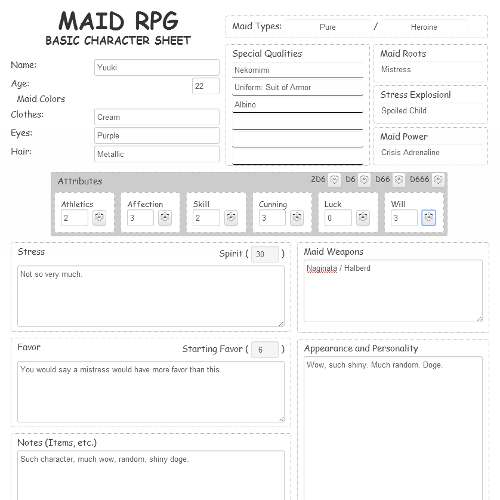 MAID RPG
BASIC CHARACTER SHEET
Name: Yuuki
Age: 22
Maid Colors
Clothes: Cream
Eyes: Purple
Hair: Metallic
Maid Types: Pure / Heroine
Special Qualities
Nekomimi
Uniform: Suit of Armor
Albino
Maid Roots
Mistress
Stress Explosion!
Spoiled Child
Maid Power
Crisis Adrenaline
Attributes 2D6 D6 D66 D666
Athletics Affection Skill Cunning Luck Will
2 3 2 3 0 3
Stress Spirit ( 30 )
Not so very much.
Maid Weapons
Naginata / Halberd
Favor Starting Favor ( 6 )
You would say a mistress would have more favor than this
Appearance and Personality
Wow, such shiny. Much random. Doge.
Notes (Items, etc.)
Such character, much wow, random, shiny doge.